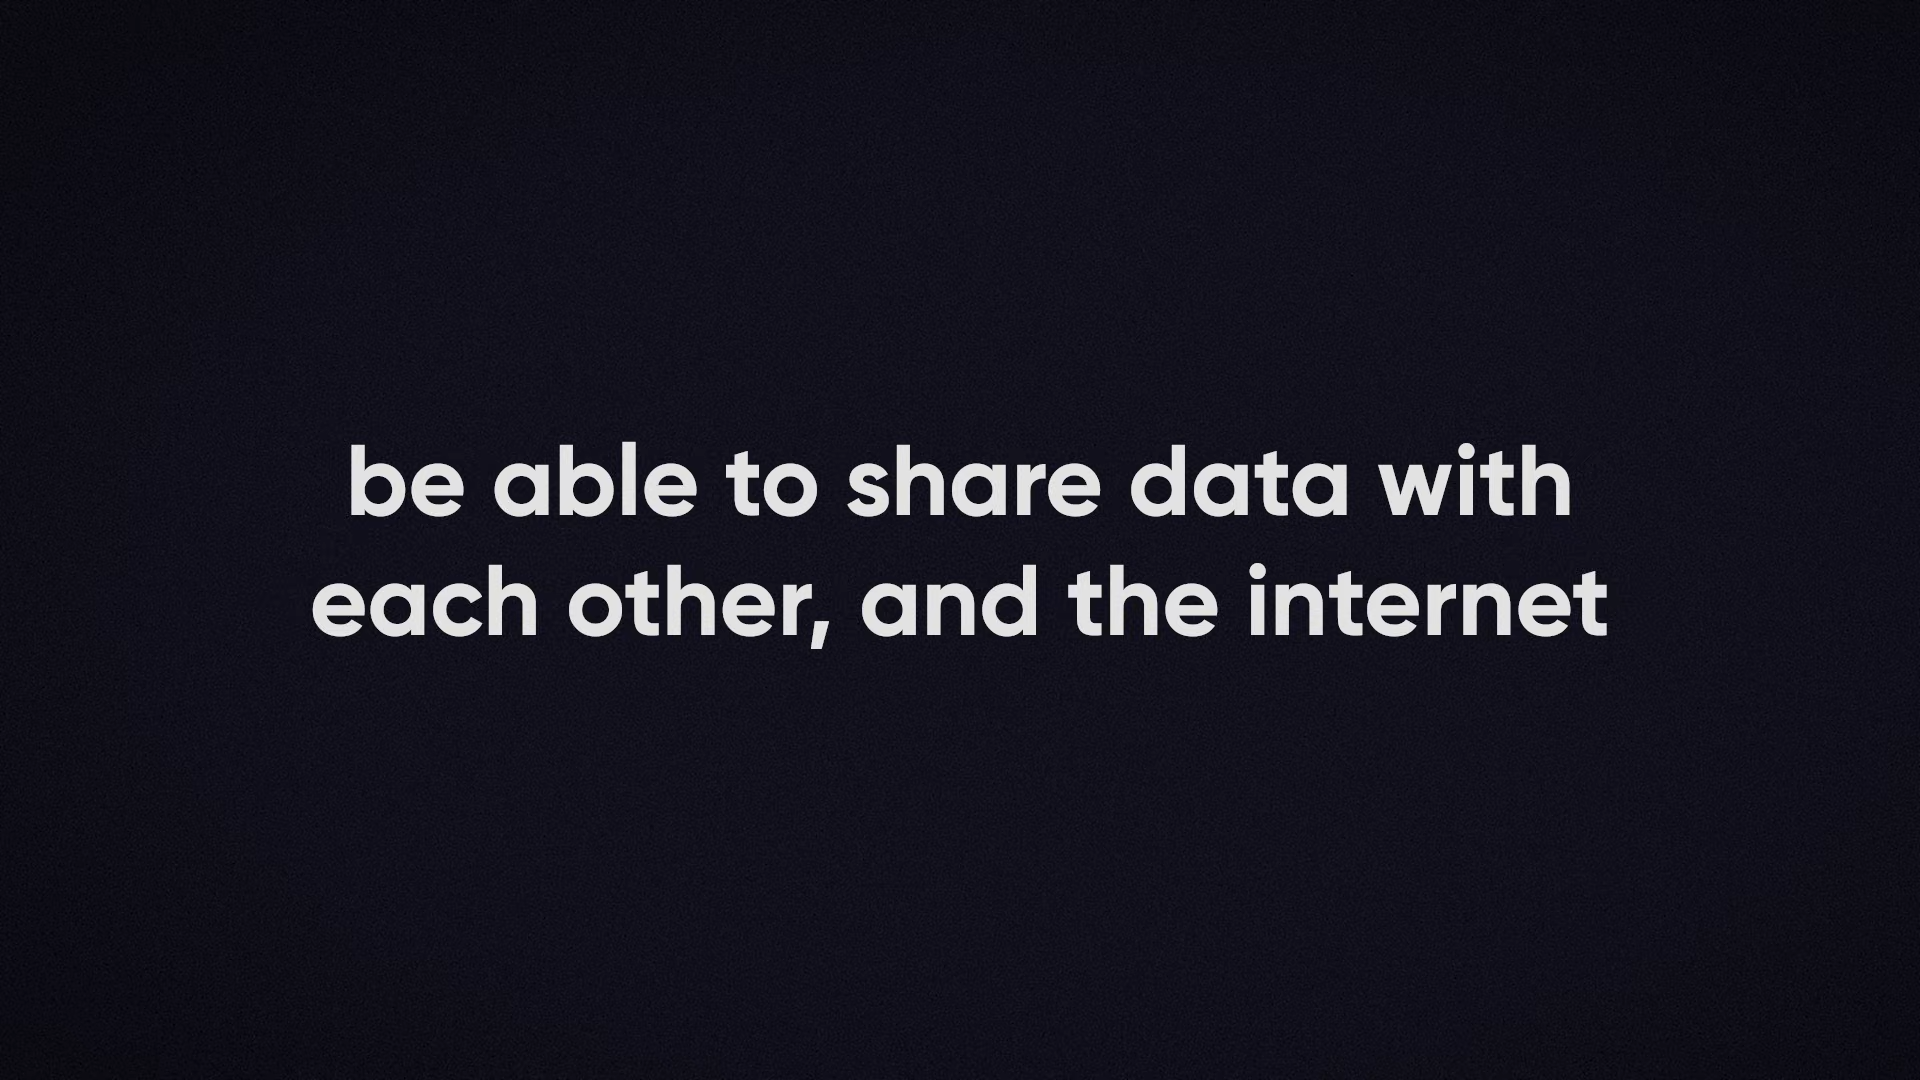 be able to share data with
each other, and the internet